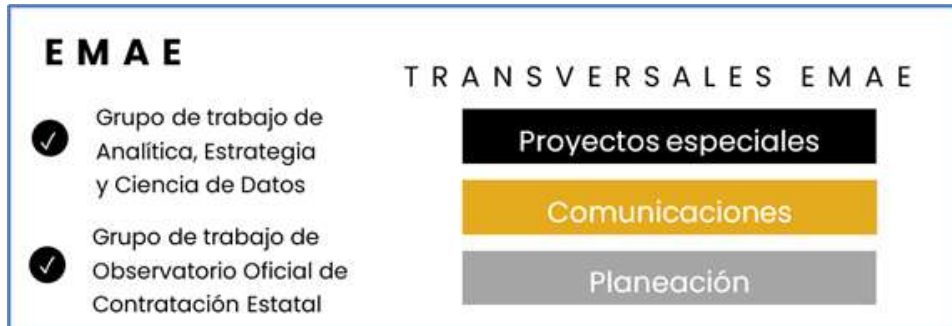 EMAE
Grupo de trabajo de
Analítica, Estrategia
y Ciencia de Datos
Grupo de trabajo de
Observatorio Oficial de
Contratación Estatal
TRANSVERSALES EMAE
Proyectos especiales
Comunicaciones
Planeación